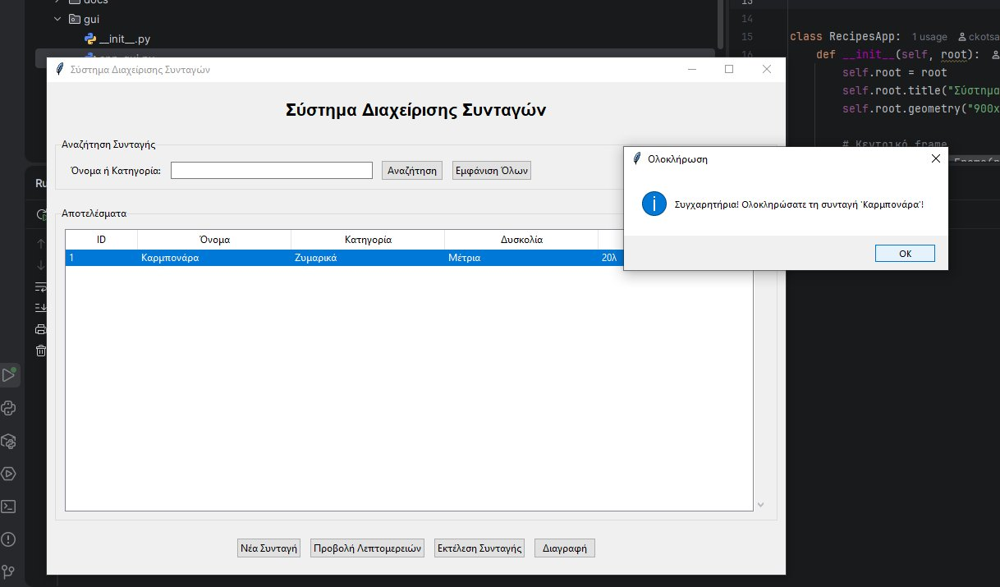 docs
gui
__init__.py
13
14
15
16
class RecipesApp: 1 usage ckotsa
def __init__(self, root):
self.root = root
self.root.title("Σύστημα
self.root.geometry("900x
# Κεντρικό frame
Frame(
Ru
Σύστημα Διαχείρισης Συνταγών
Σύστημα Διαχείρισης Συνταγών
Αναζήτηση Συνταγής
Όνομα ή Κατηγορία:
Αναζήτηση
Εμφάνιση Όλων
Αποτελέσματα
ID Όνομα Κατηγορία Δυσκολία
1 Καρμπονάρα Ζυμαρικά Μέτρια 20λ
Νέα Συνταγή
Προβολή Λεπτομερειών
Εκτέλεση Συνταγής
Διαγραφή
Ολοκλήρωση
Συγχαρητήρια! Ολοκληρώσατε τη συνταγή 'Καρμπονάρα'!
OK